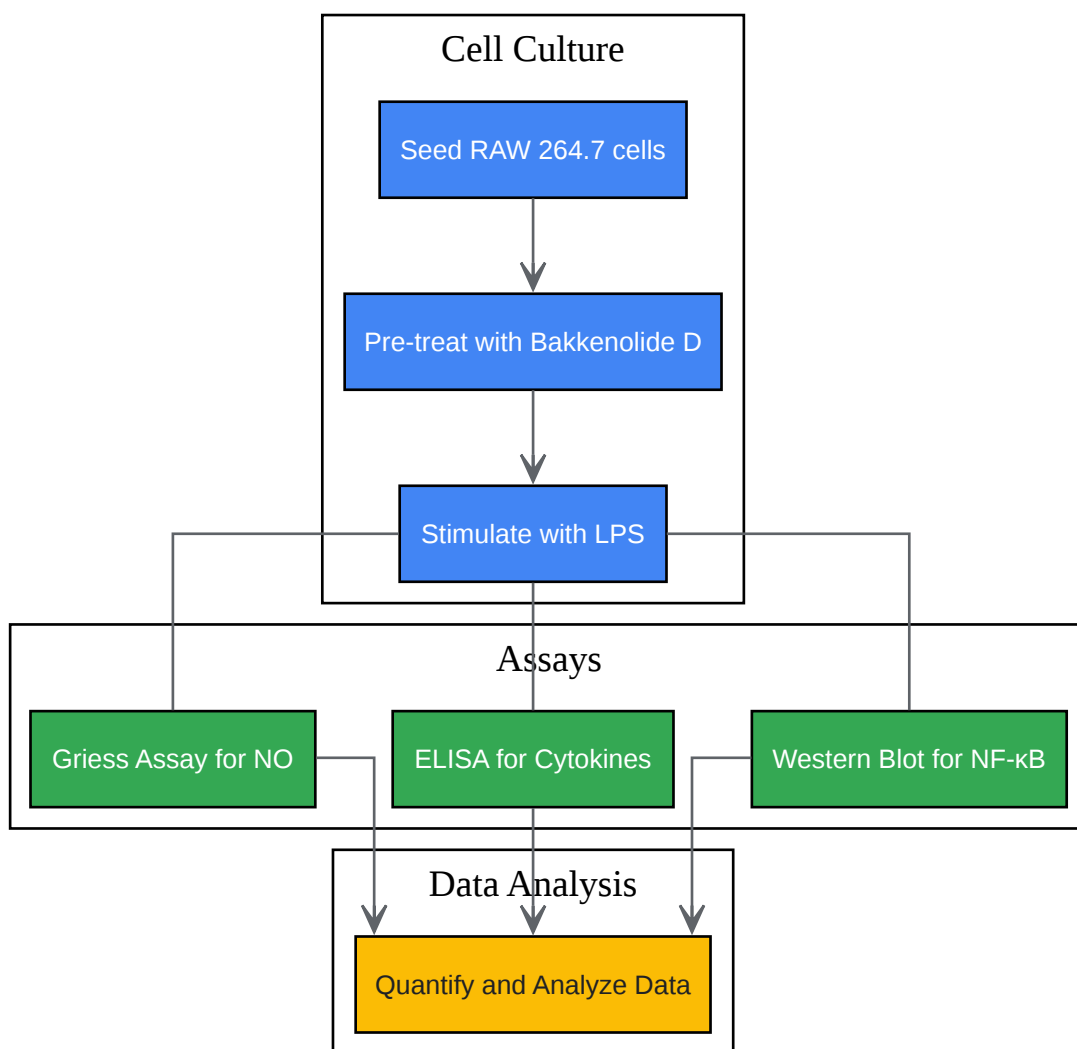 Cell Culture
Seed RAW 264.7 cells
Pre-treat with Bakkenolide D
Stimulate with LPS
Assays
Griess Assay for NO
ELISA for Cytokines
Western Blot for NF-κB
Data Analysis
Quantify and Analyze Data